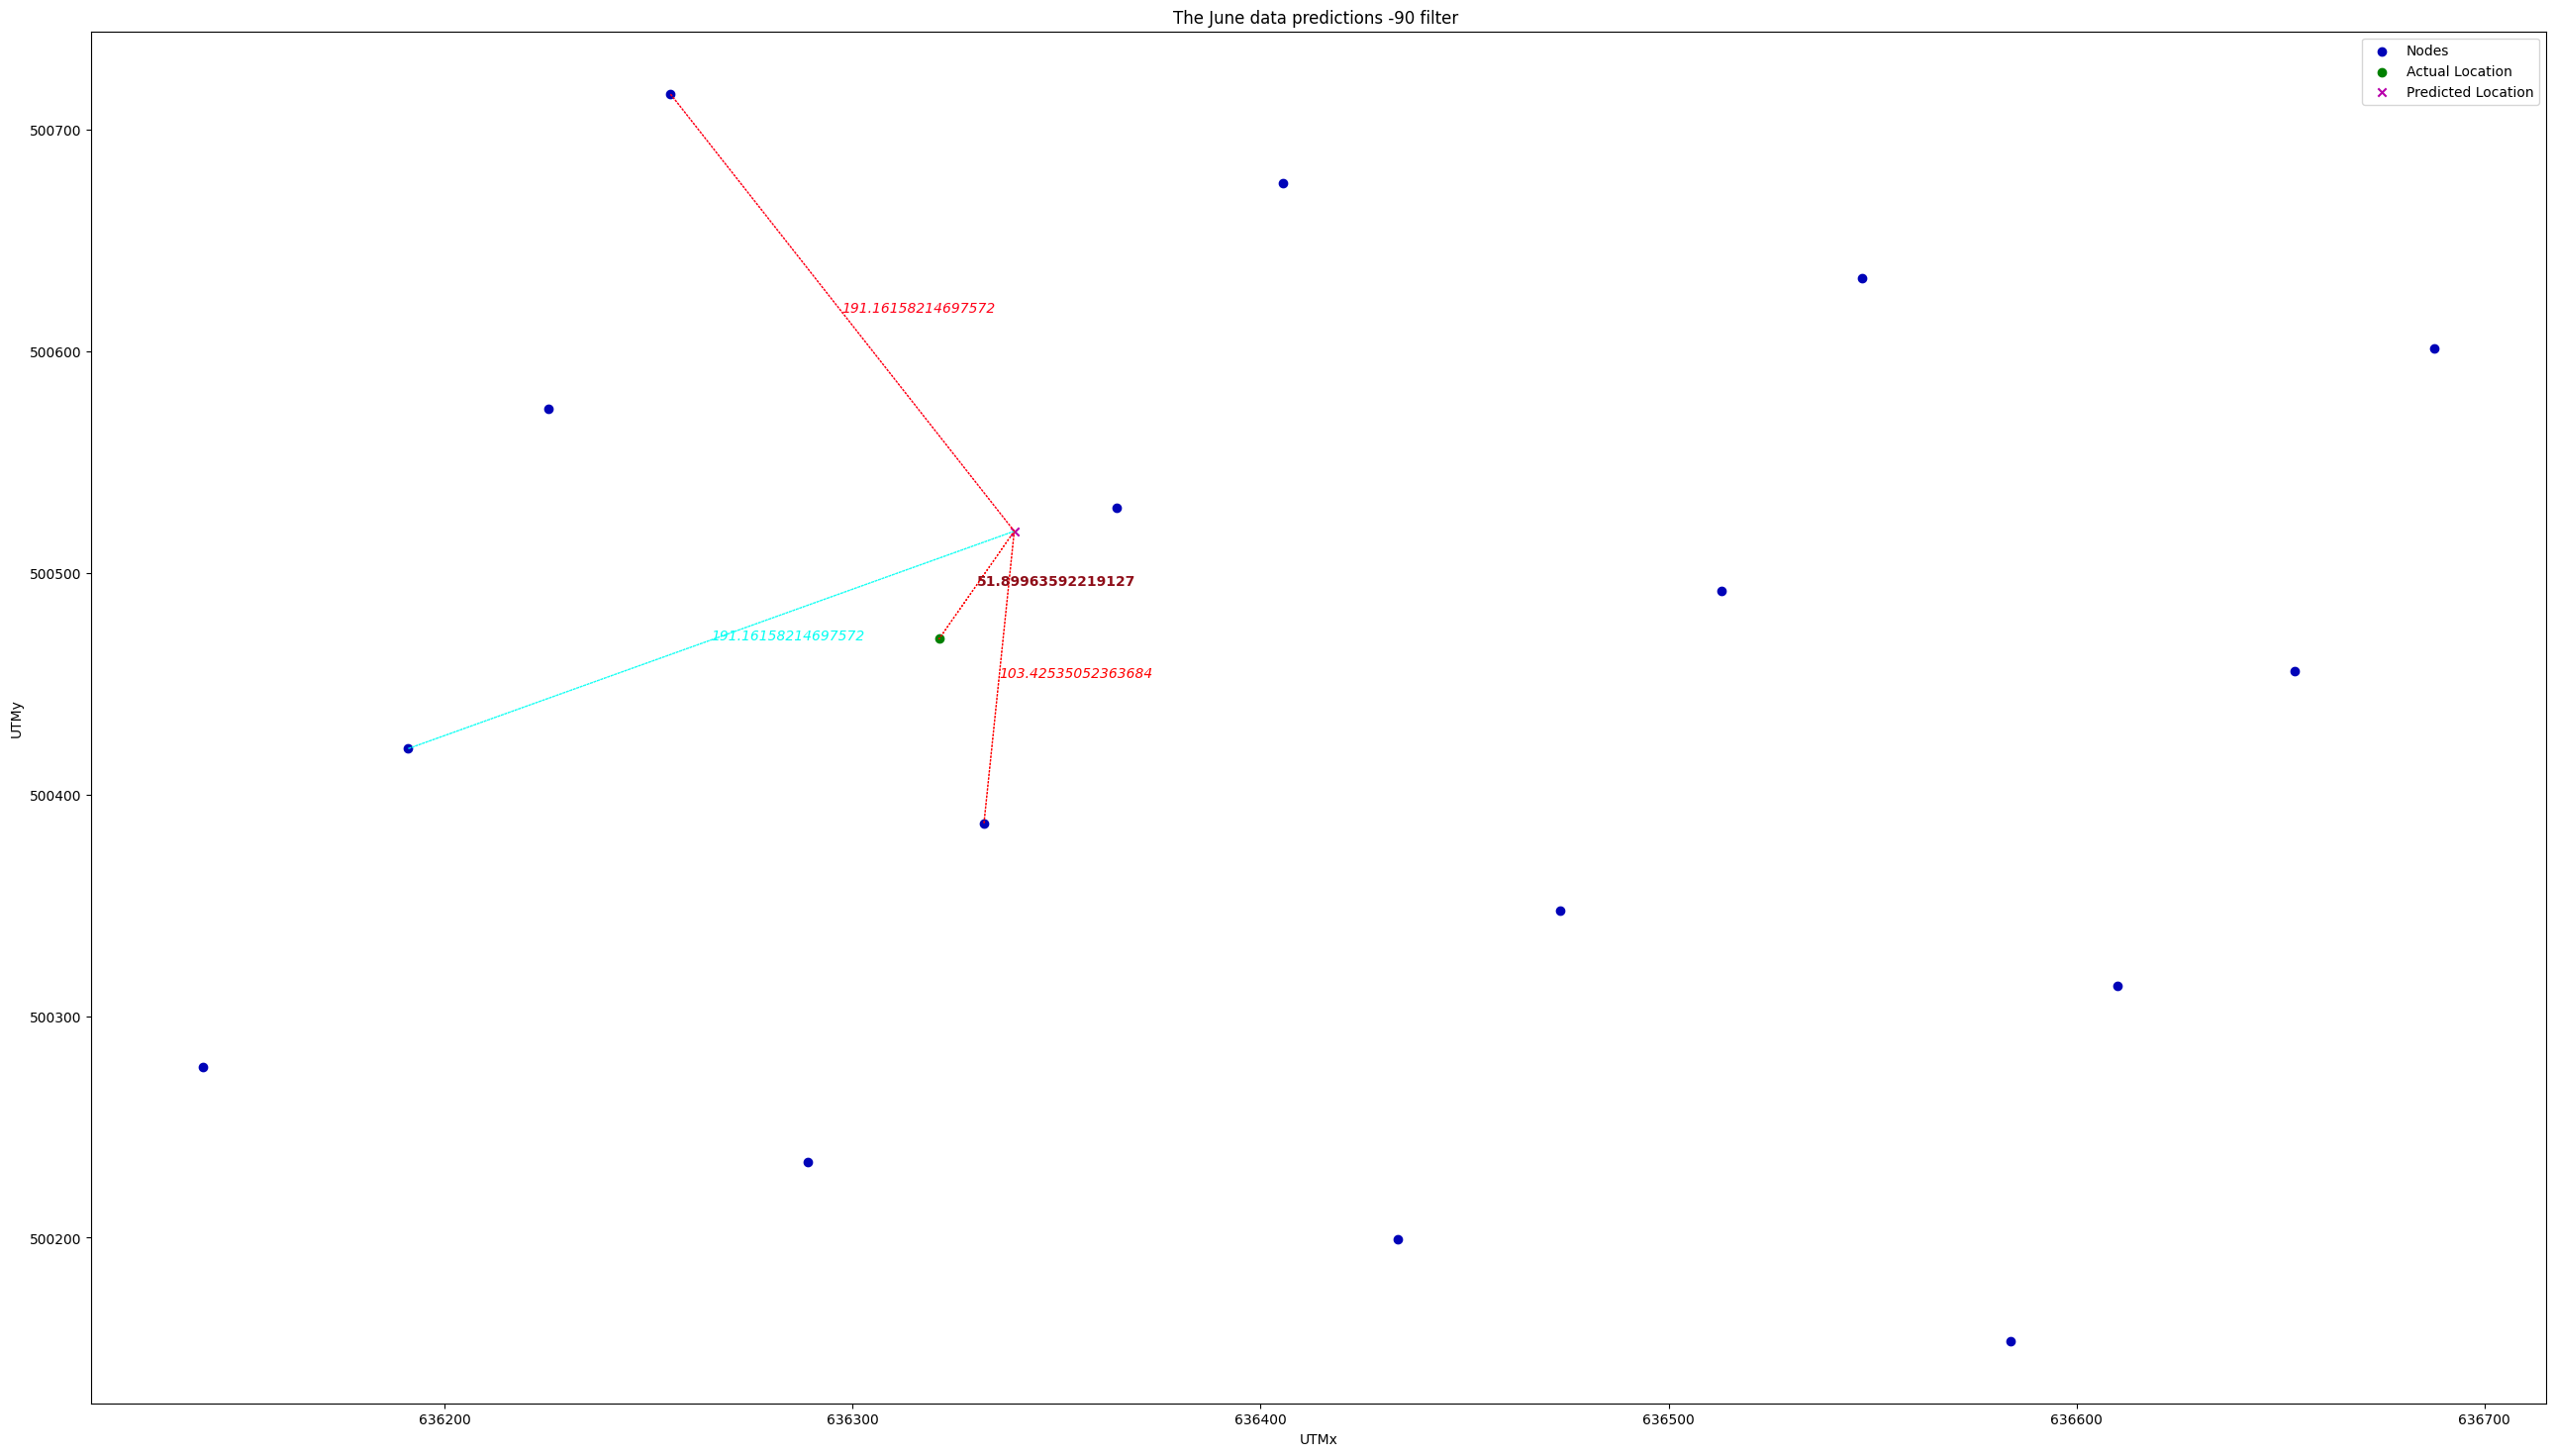 The June data predictions -90 filter
Nodes
Actual Location
Predicted Location
500700
500600
500500
500400
500300
500200
UTMy
191.16158214697572
51.89963592219127
191.16158214697572
103.42535052363684
636200
636300
636400
636500
636600
636700
UTMx